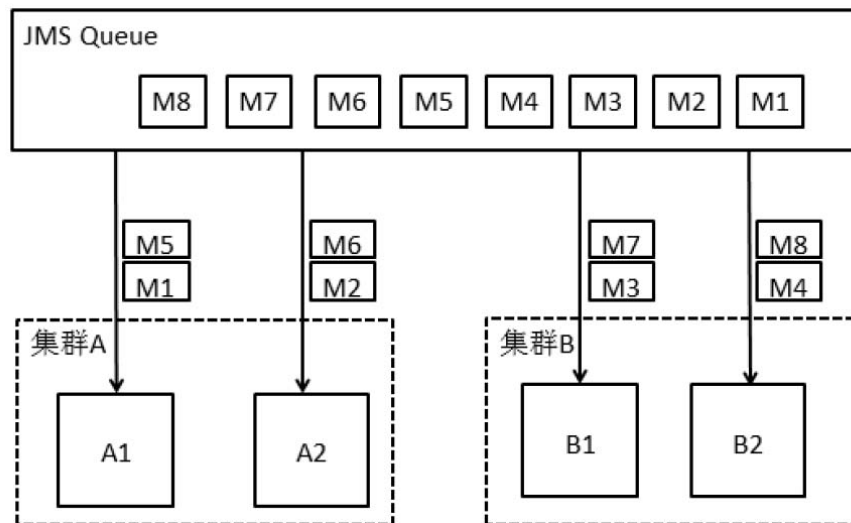 JMS Queue
M8 M7 M6 M5 M4 M3 M2 M1
M5 M6 M7 M8
M1 M2 M3 M4
集群A 集群B
A1 A2 B1 B2